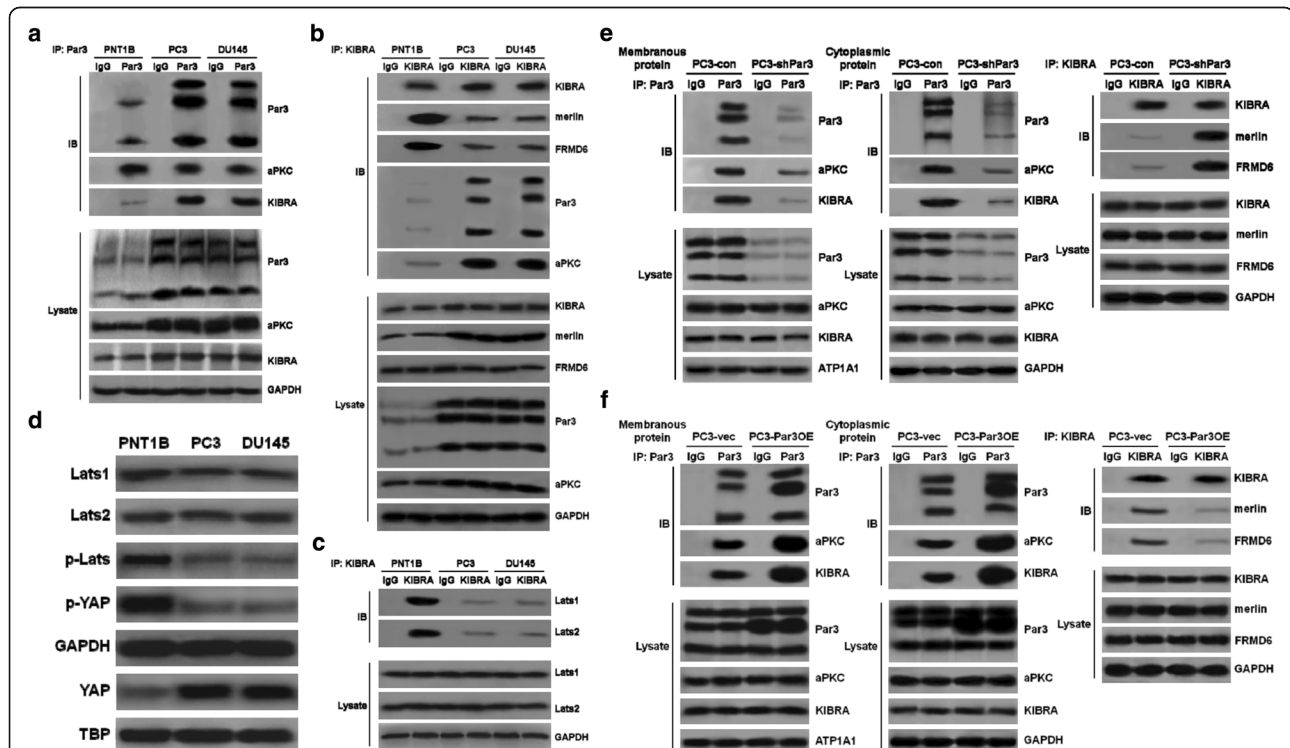 a
IP: Par3
PNT1B PC3 DU145
IgG Par3 IgG Par3 IgG Par3
IB
Par3
aPKC
KIBRA
Lysate
Par3
aPKC
KIBRA
GAPDH
b
IP: KIBRA
PNT1B PC3 DU145
IgG KIBRA IgG KIBRA IgG KIBRA
IB
KIBRA
merlin
FRMD6
Par3
aPKC
Lysate
KIBRA
merlin
FRMD6
Par3
aPKC
GAPDH
c
IP: KIBRA
PNT1B PC3 DU145
IgG KIBRA IgG KIBRA IgG KIBRA
IB
Lats1
Lats2
Lysate
Lats1
Lats2
GAPDH
d
PNT1B PC3 DU145
Lats1
Lats2
p-Lats
p-YAP
GAPDH
YAP
TBP
e
Membranous protein
PC3-con PC3-shPar3
IP: Par3
IgG Par3 IgG Par3
IB
Par3
aPKC
KIBRA
Lysate
Par3
aPKC
KIBRA
ATP1A1
Cytoplasmic protein
PC3-con PC3-shPar3
IP: Par3
IgG Par3 IgG Par3
IB
Par3
aPKC
KIBRA
Lysate
Par3
aPKC
KIBRA
GAPDH
IP: KIBRA
PC3-con PC3-shPar3
IgG KIBRA IgG KIBRA
IB
KIBRA
merlin
FRMD6
Lysate
KIBRA
merlin
FRMD6
GAPDH
f
Membranous protein
PC3-vec PC3-Par3OE
IP: Par3
IgG Par3 IgG Par3
IB
Par3
aPKC
KIBRA
Lysate
Par3
aPKC
KIBRA
ATP1A1
Cytoplasmic protein
PC3-vec PC3-Par3OE
IP: Par3
IgG Par3 IgG Par3
IB
Par3
aPKC
KIBRA
Lysate
Par3
aPKC
KIBRA
GAPDH
IP: KIBRA
PC3-vec PC3-Par3OE
IgG KIBRA IgG KIBRA
IB
KIBRA
merlin
FRMD6
Lysate
KIBRA
merlin
FRMD6
GAPDH